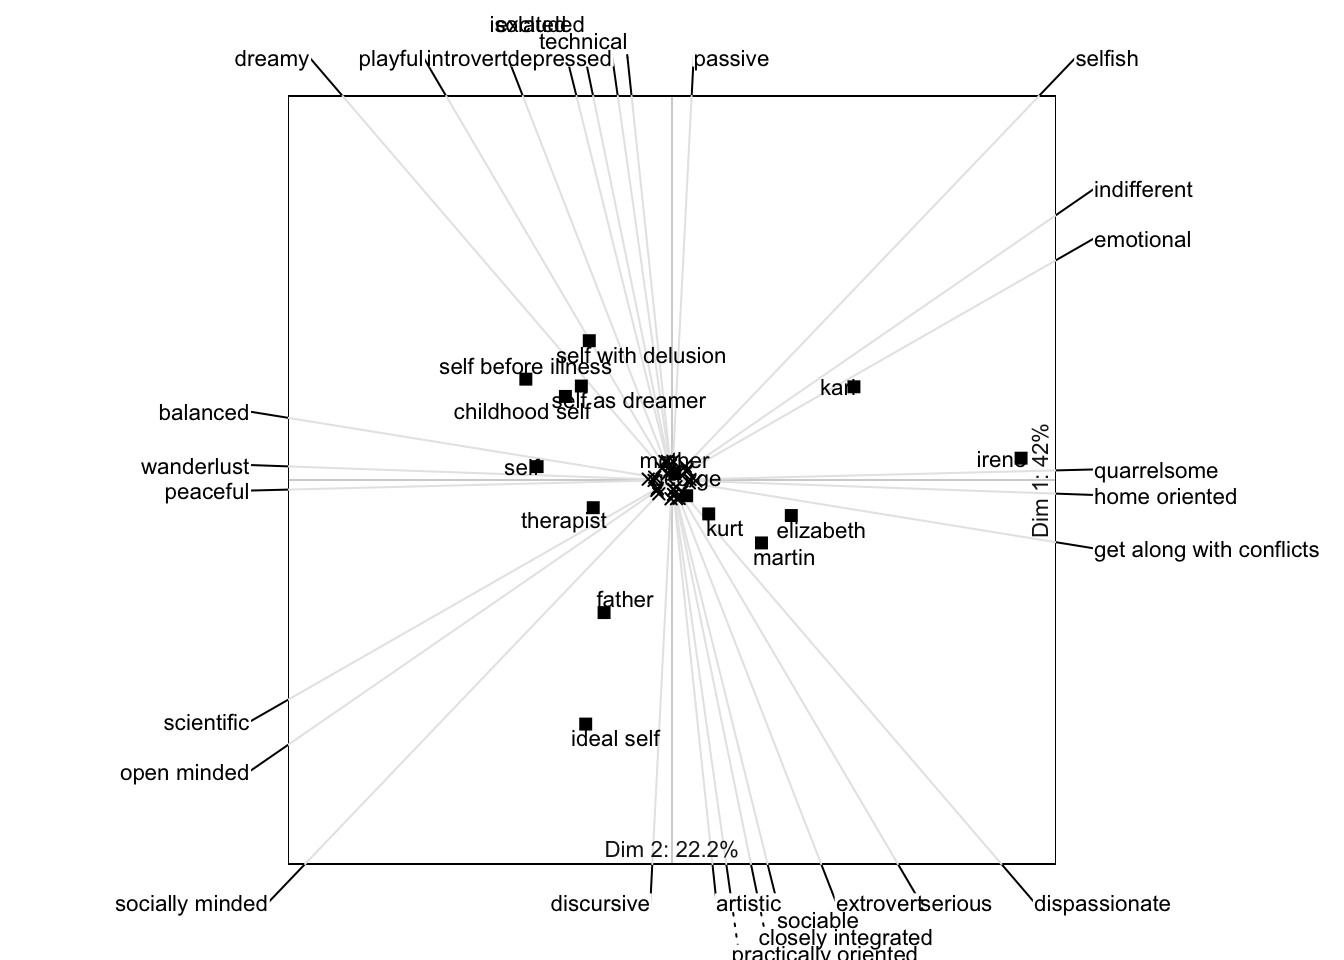 isolated
excluded
technical
dreamy
playful
introvert
depressed
passive
selfish
indifferent
emotional
self with delusion
self before illness
self as dreamer
childhood self
karl
balanced
wanderlust
peaceful
self
mother
george
irene
Dim 1: 42%
quarrelsome
home oriented
get along with conflicts
therapist
kurt
elizabeth
martin
father
scientific
open minded
ideal self
Dim 2: 22.2%
socially minded
discursive
artistic
extrovert
serious
dispassionate
sociable
closely integrated
practically oriented